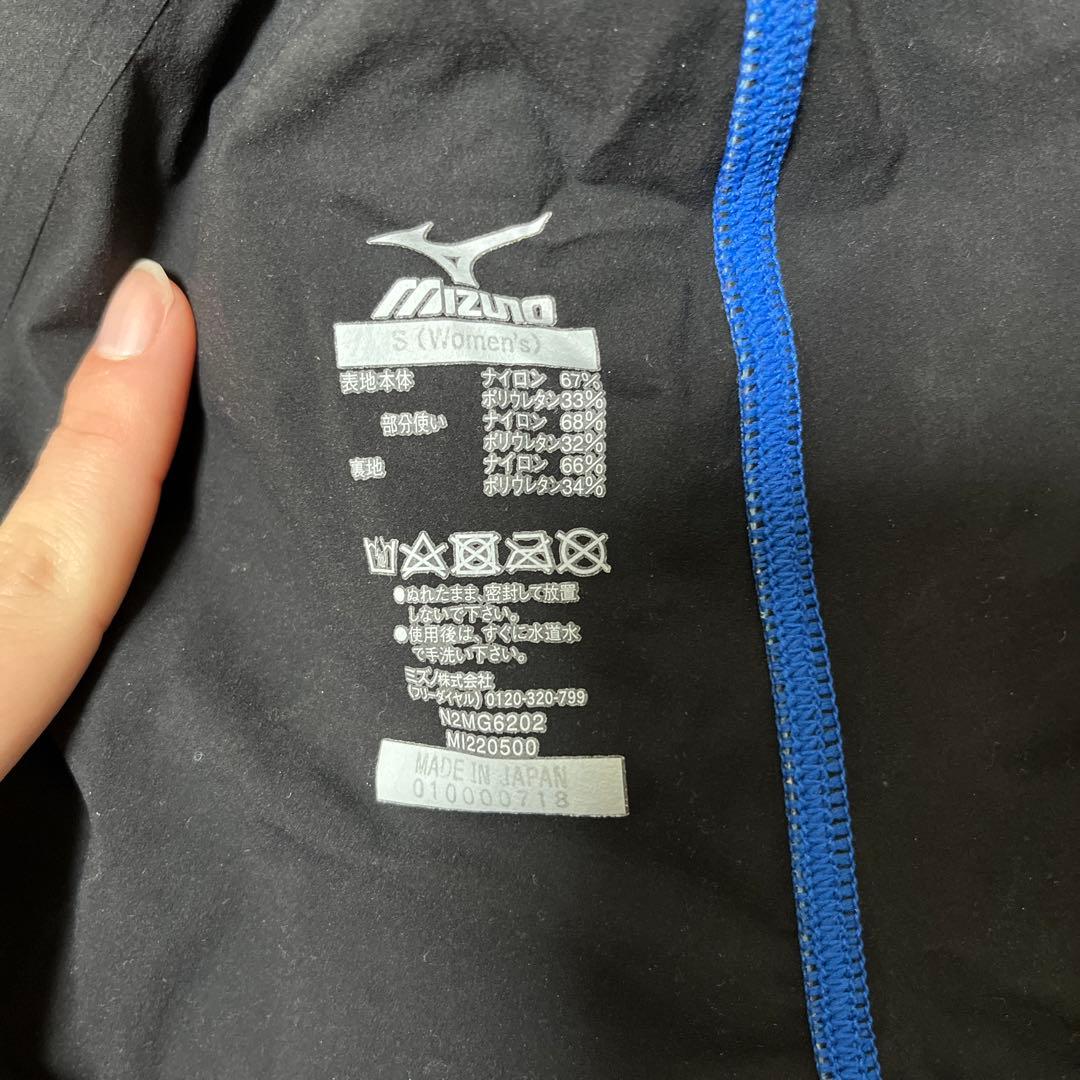 MIZUNO
S (Women's)
表地本体 ナイロン 67%
ポリウレタン33%
部分使い ナイロン 68%
ポリウレタン32%
裏地 ナイロン 66%
ポリウレタン34%
●ぬれたまま、密封して放置
しないで下さい。
●使用後は、すぐに水道水
で手洗い下さい。
ミズノ株式会社
(フリーダイヤル) 0120-320-799
N2MG6202
MI220500
MADE IN JAPAN
010000718